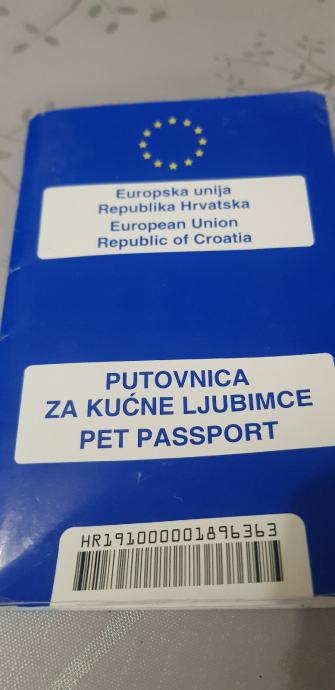 Europska unija
Republika Hrvatska
European Union
Republic of Croatia
PUTOVNICA
ZA KUĆNE LJUBIMCE
PET PASSPORT
HR191000001896363